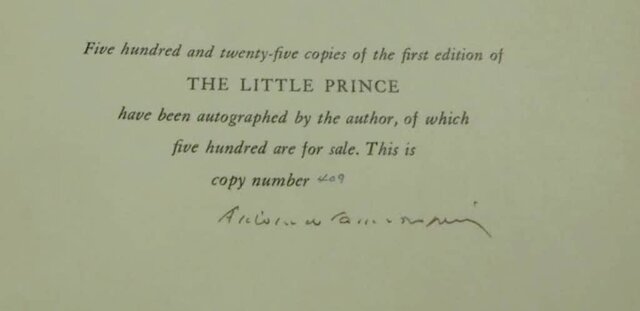 Five hundred and twenty-five copies of the first edition of
THE LITTLE PRINCE
have been autographed by the author, of which
five hundred are for sale. This is
copy number 409